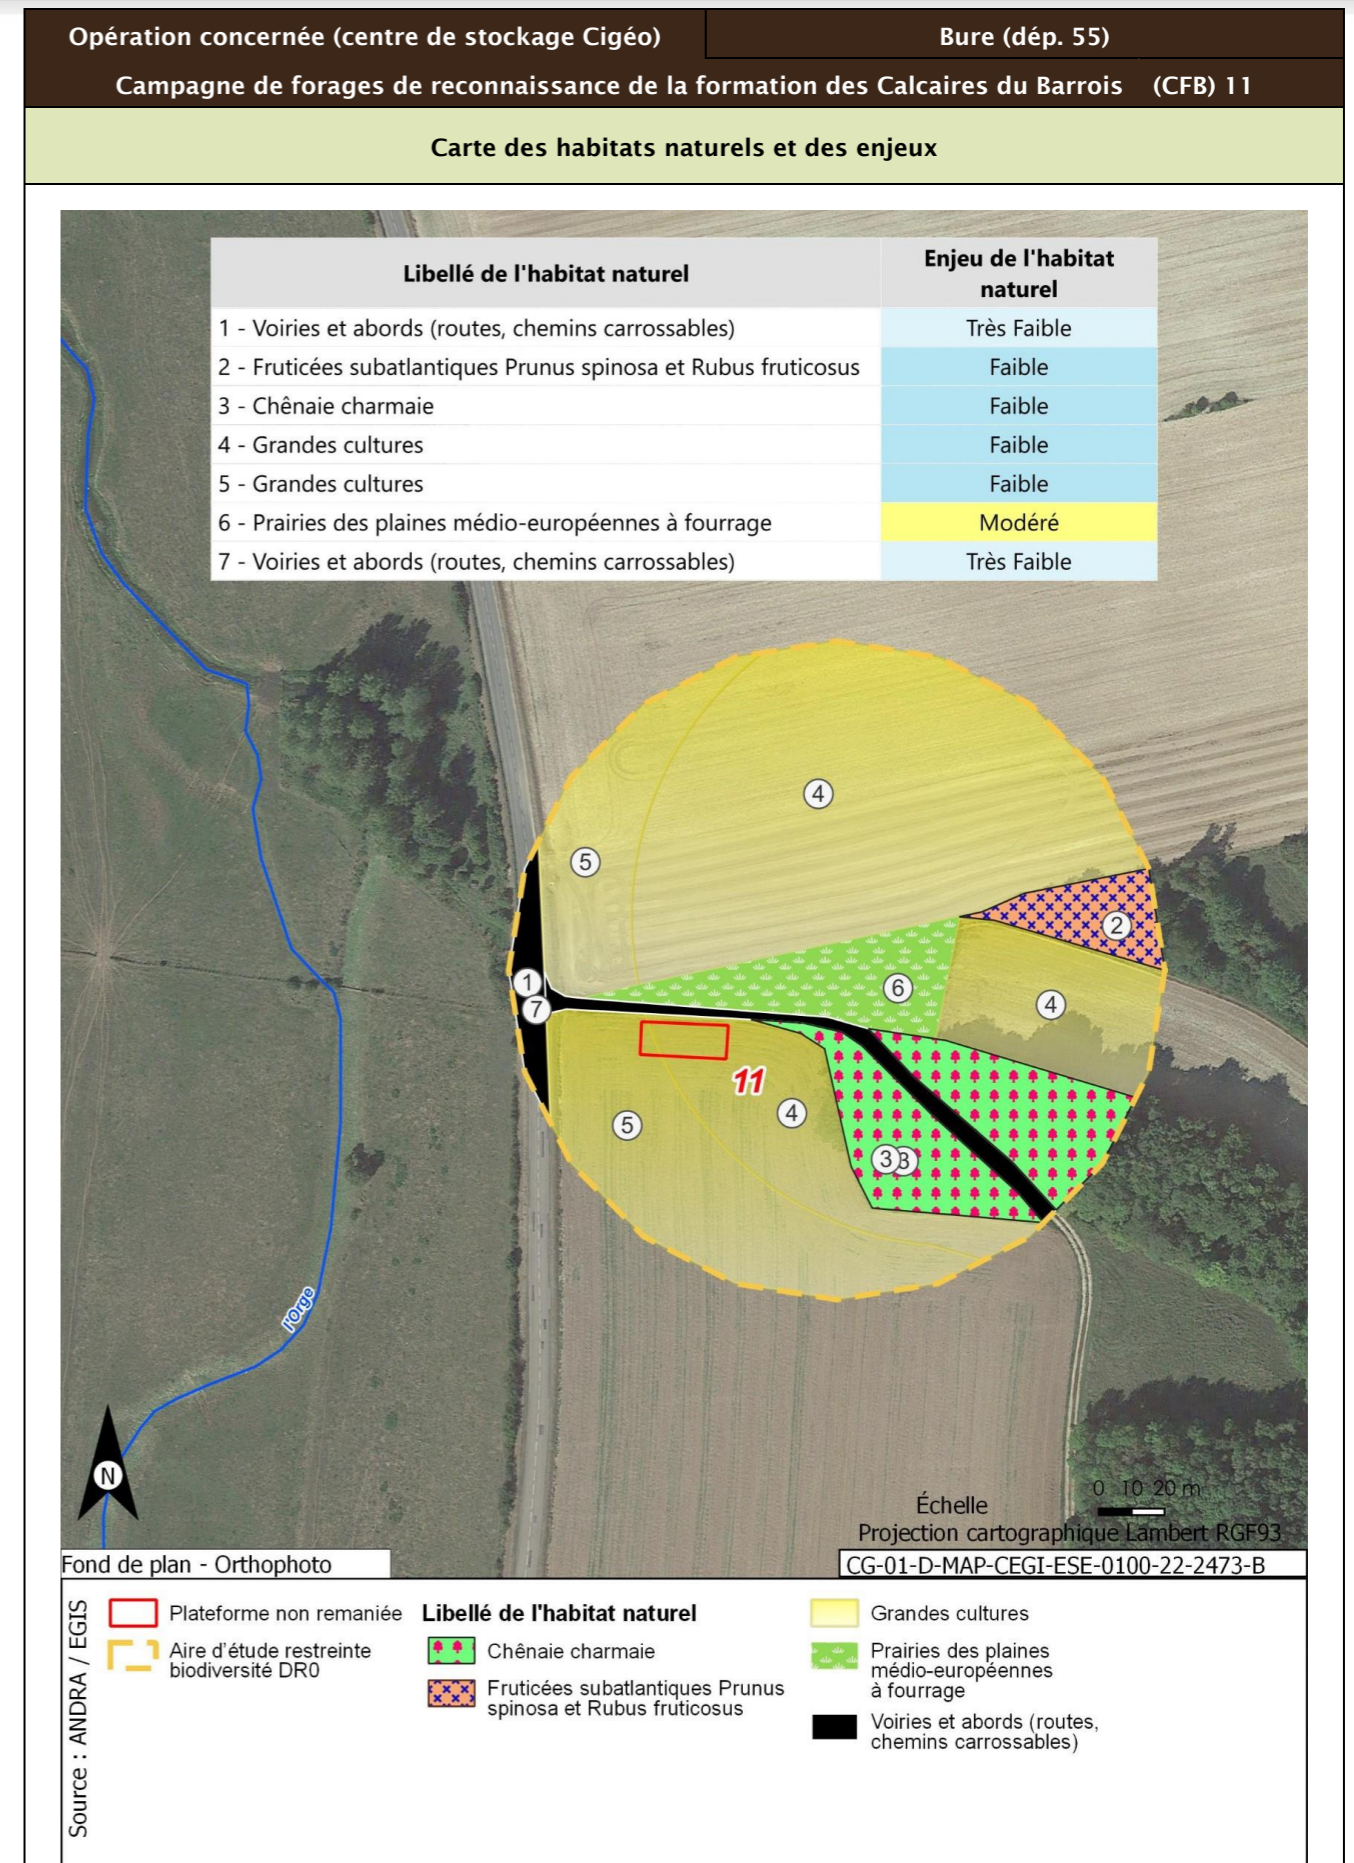 Opération concernée (centre de stockage Cigéo)
Bure (dép. 55)
Campagne de forages de reconnaissance de la formation des Calcaires du Barrois (CFB) 11
Carte des habitats naturels et des enjeux
Libellé de l'habitat naturel
Enjeu de l'habitat
naturel
1 - Voiries et abords (routes, chemins carrossables)
Très Faible
2 - Fruticées subatlantiques Prunus spinosa et Rubus fruticosus
Faible
3 - Chênaie charmaie
Faible
4 - Grandes cultures
Faible
5 - Grandes cultures
Faible
6 - Prairies des plaines médio-européennes à fourrage
Modéré
7 - Voiries et abords (routes, chemins carrossables)
Très Faible
4
5
2
1
6
7
4
11
4
5
3
3
l'Orge
N
0 10 20 m
Échelle
Projection cartographique Lambert RGF93
Fond de plan - Orthophoto
CG-01-D-MAP-CEGI-ESE-0100-22-2473-B
Source : ANDRA / EGIS
Plateforme non remaniée
Aire d'étude restreinte
biodiversité DR0
Libellé de l'habitat naturel
Chênaie charmaie
Fruticées subatlantiques Prunus
spinosa et Rubus fruticosus
Grandes cultures
Prairies des plaines
médio-européennes
à fourrage
Voiries et abords (routes,
chemins carrossables)